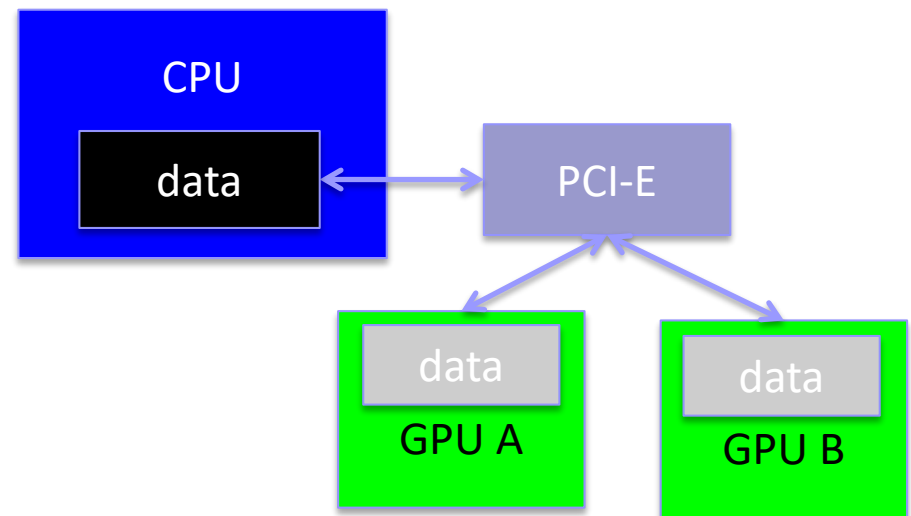 CPU
data
PCI-E
data
GPU A
data
GPU B